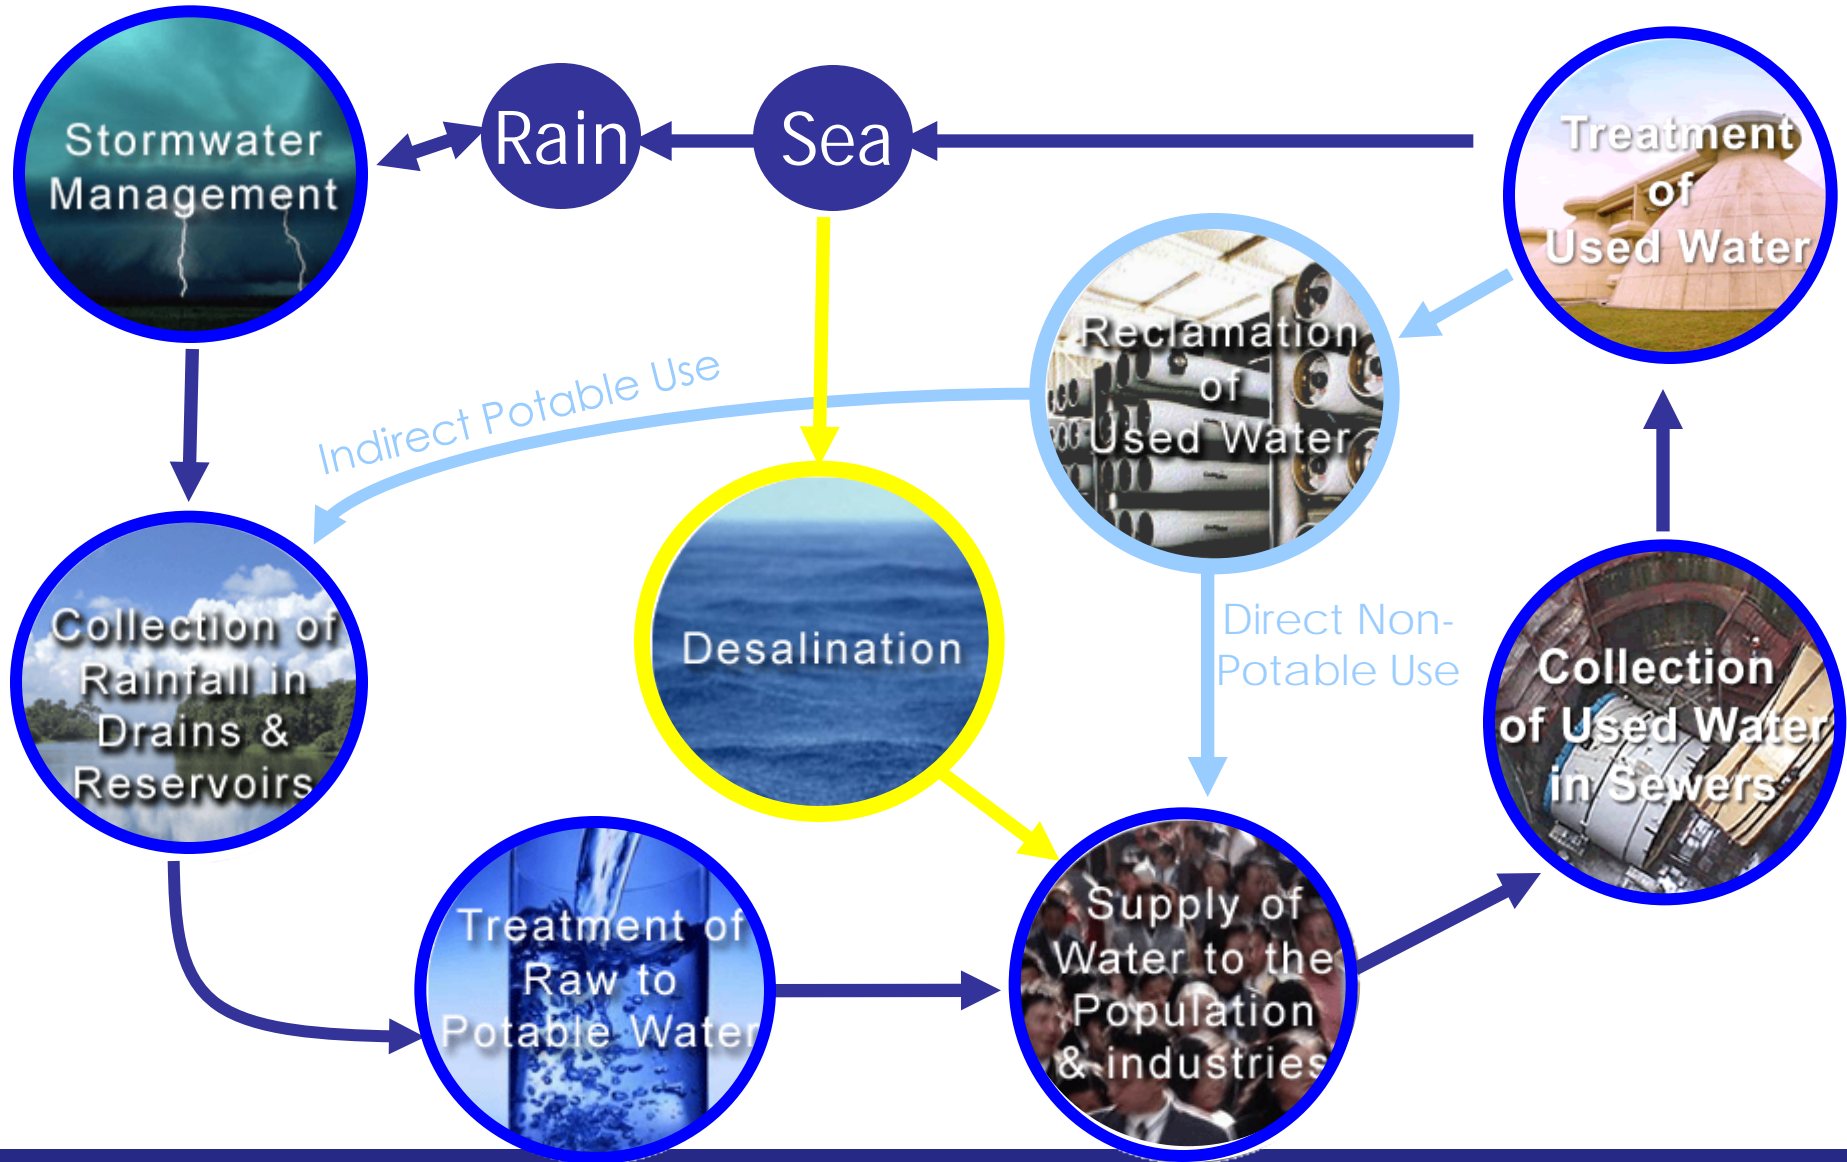 Stormwater
Management
Rain
Sea
Treatment
of
Used Water
Reclamation
of
Used Water
Indirect Potable Use
Collection of
Rainfall in
Drains &
Reservoirs
Desalination
Direct Non-
Potable Use
Collection
of Used Water
in Sewers
Treatment of
Raw to
Potable Water
Supply of
Water to the
Population
& industries